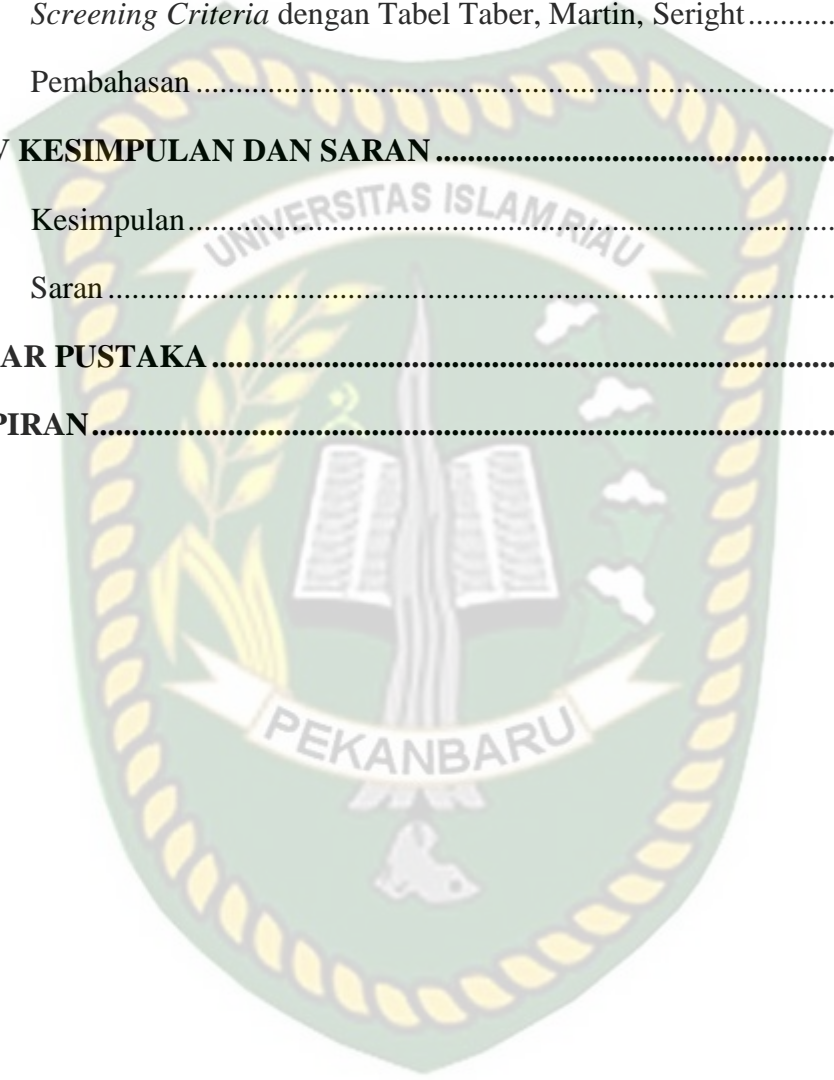 Screening Criteria dengan Tabel Taber, Martin, Seright...........
Pembahasan................................................................................
KESIMPULAN DAN SARAN..................................................
Kesimpulan.................................................................................
Saran...........................................................................................
AR PUSTAKA..............................................................................
PIRAN............................................................................................
UNIVERSITAS ISLAM RIAU
PEKANBARU